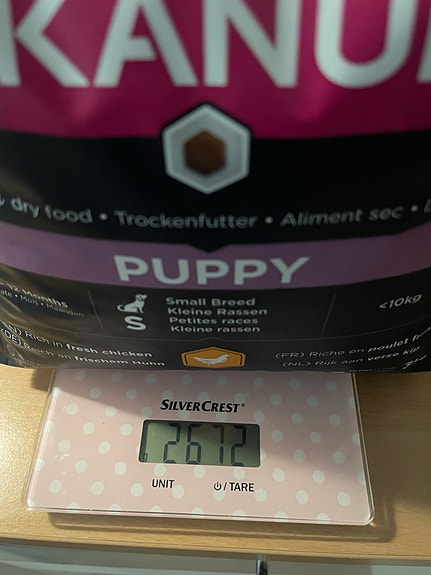 KANU
dry food • Trockenfutter • Aliment sec •
PUPPY
Months
Small Breed
Kleine Rassen
Petites races
Kleine rassen
S
<10kg
Rich in fresh chicken
(DE) Reich an frischem Huhn
(FR) Riche en poulet
(NL) Rijk aan verse kip
SILVERCREST®
2672
UNIT
/ TARE